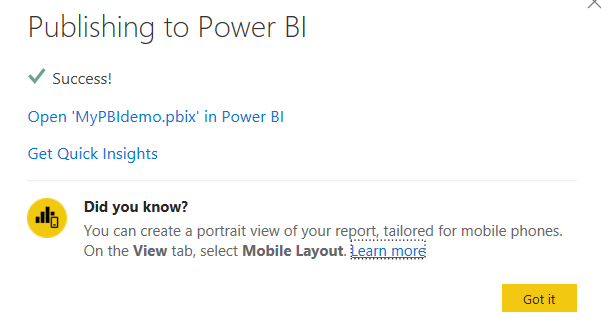 Publishing to Power BI
Success!
Open 'MyPBIdemo.pbix' in Power BI
Get Quick Insights
Did you know?
You can create a portrait view of your report, tailored for mobile phones.
On the View tab, select Mobile Layout. Learn more
Got it